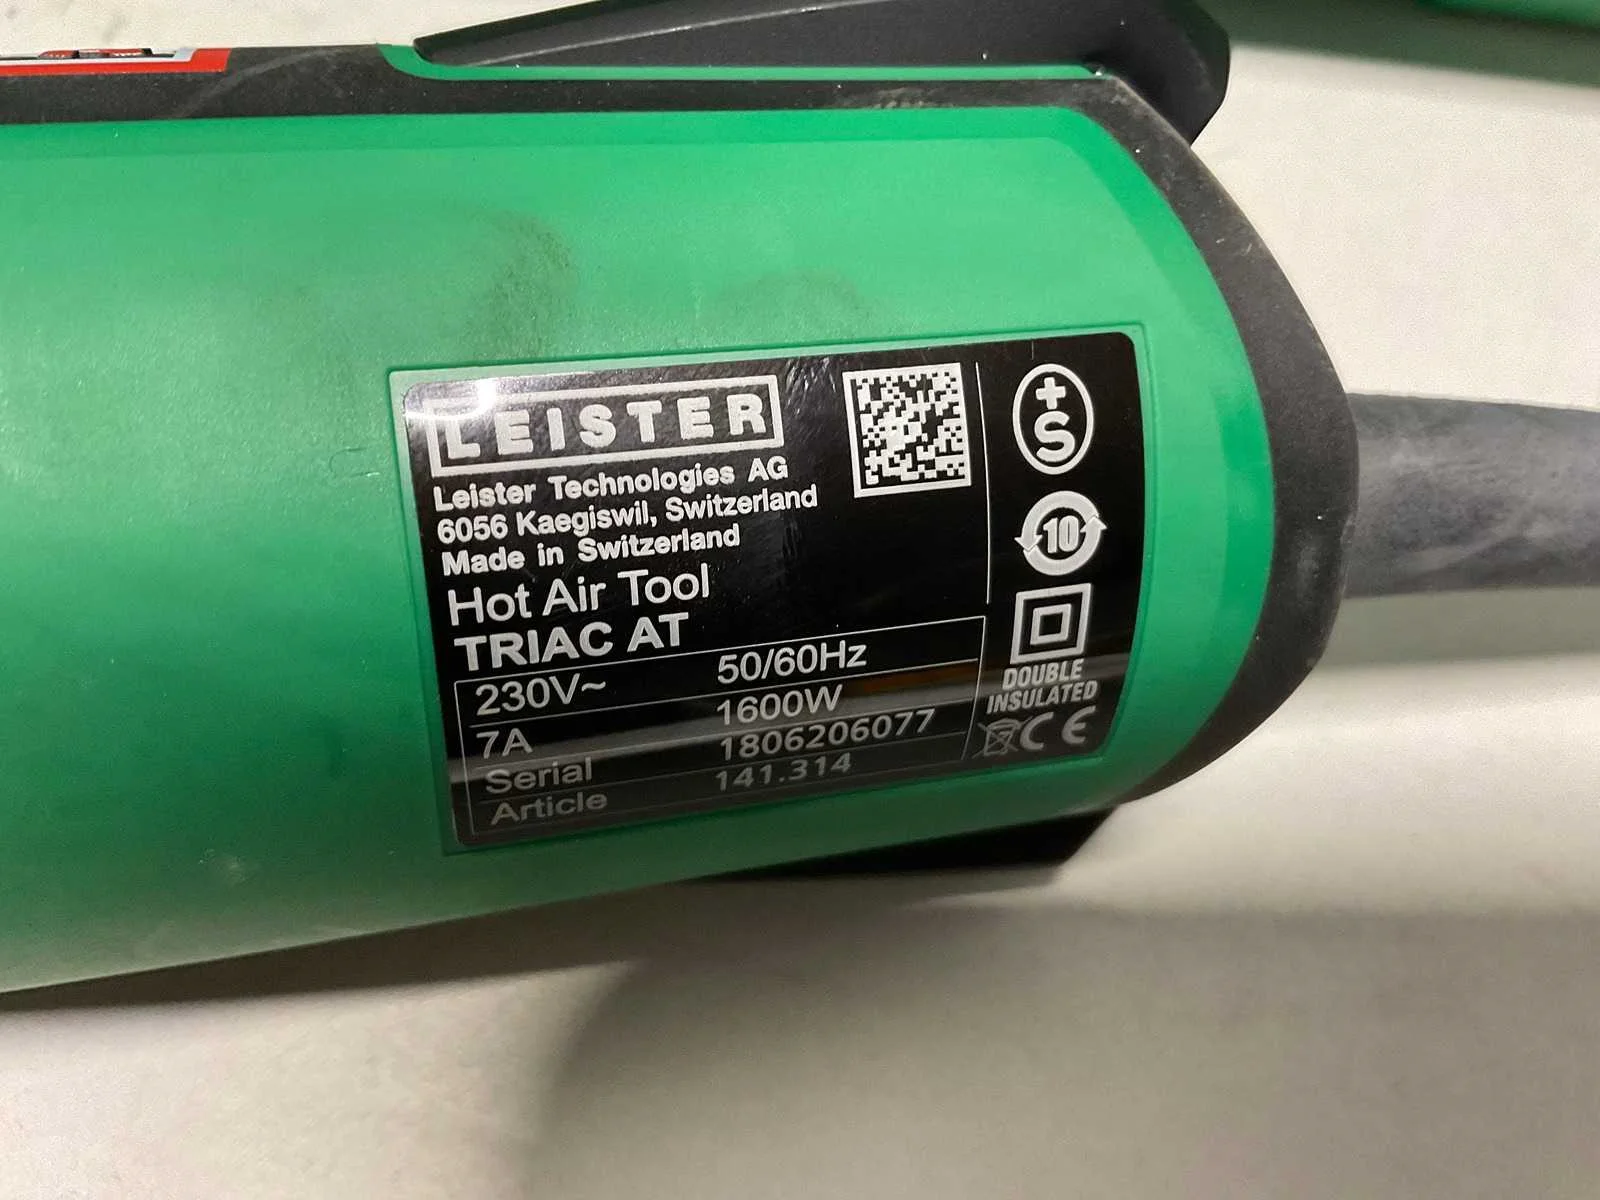 LEISTER
Leister Technologies AG
6056 Kaegiswil, Switzerland
Made in Switzerland
Hot Air Tool
TRIAC AT
230V~ 50/60Hz
7A 1600W
Serial 1806206077
Article 141.314
+S
10
DOUBLE
INSULATED
CE